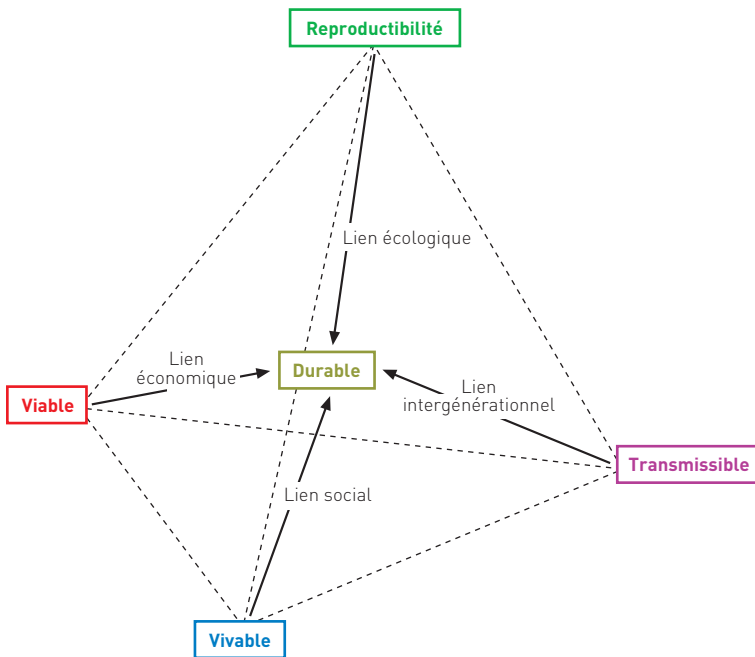 Reproductibilité
Lien écologique
Lien
économique
Durable
Lien
intergénérationnel
Viable
Transmissible
Lien social
Vivable